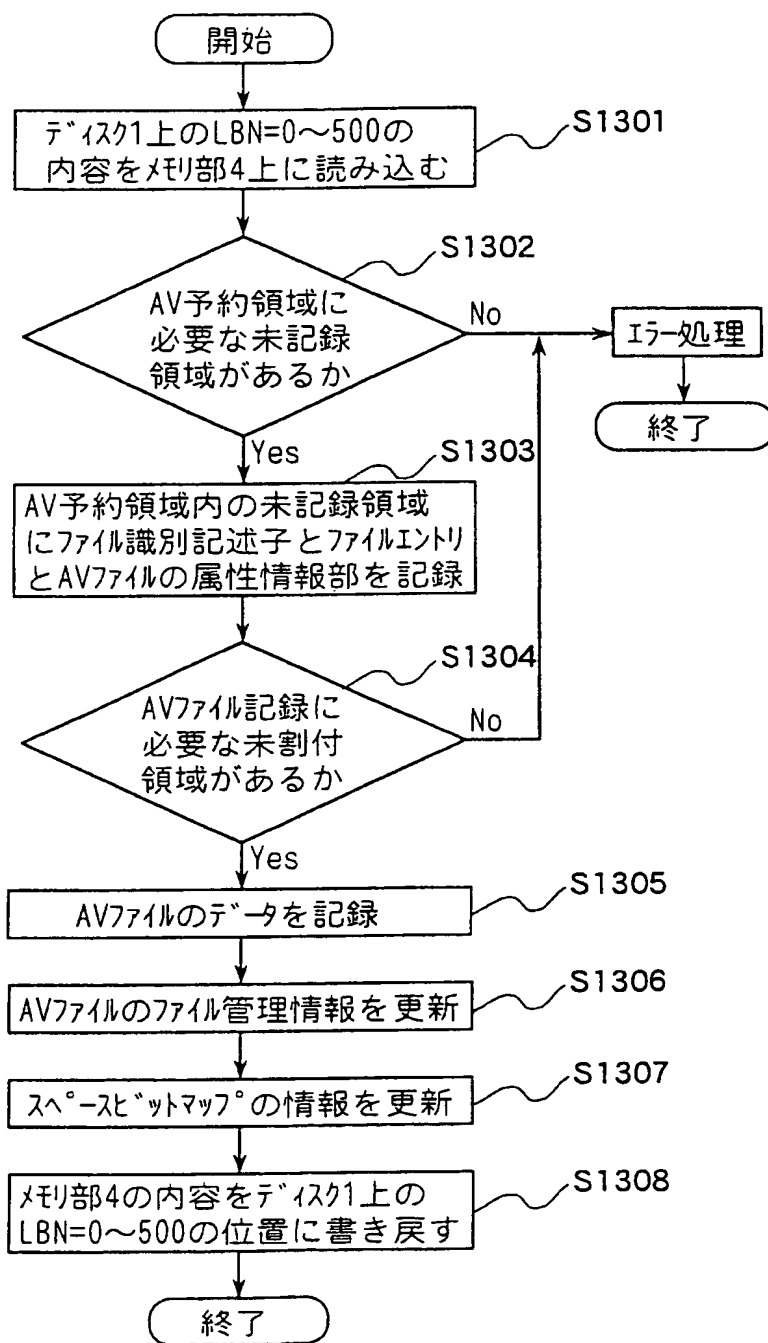 開始
ディスク1上のLBN=0～500の
内容をメモリ部4上に読み込む
S1301
S1302
AV予約領域に
必要な未記録
領域があるか
No
エラー処理
終了
Yes
S1303
AV予約領域内の未記録領域
にファイル識別記述子とファイルエントリ
とAVファイルの属性情報部を記録
S1304
AVファイル記録に
必要な未割付
領域があるか
No
Yes
S1305
AVファイルのデータを記録
S1306
AVファイルのファイル管理情報を更新
S1307
スペースビットマップの情報を更新
S1308
メモリ部4の内容をディスク1上の
LBN=0～500の位置に書き戻す
終了